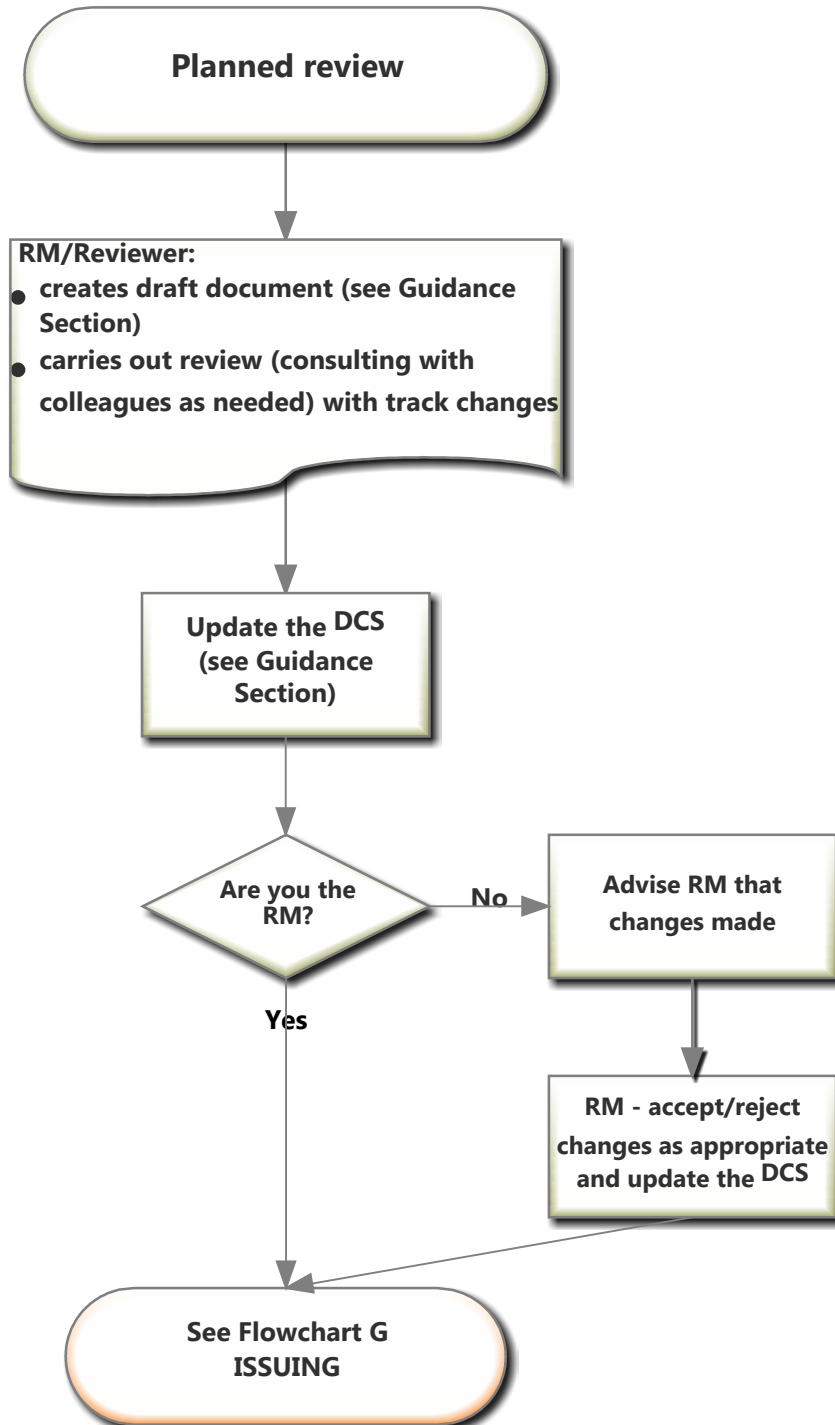 Planned review
RM/Reviewer:
• creates draft document (see Guidance
Section)
• carries out review (consulting with
colleagues as needed) with track changes
Update the DCS
(see Guidance
Section)
Are you the
RM?
No
Advise RM that
changes made
Yes
RM - accept/reject
changes as appropriate
and update the DCS
See Flowchart G
ISSUING